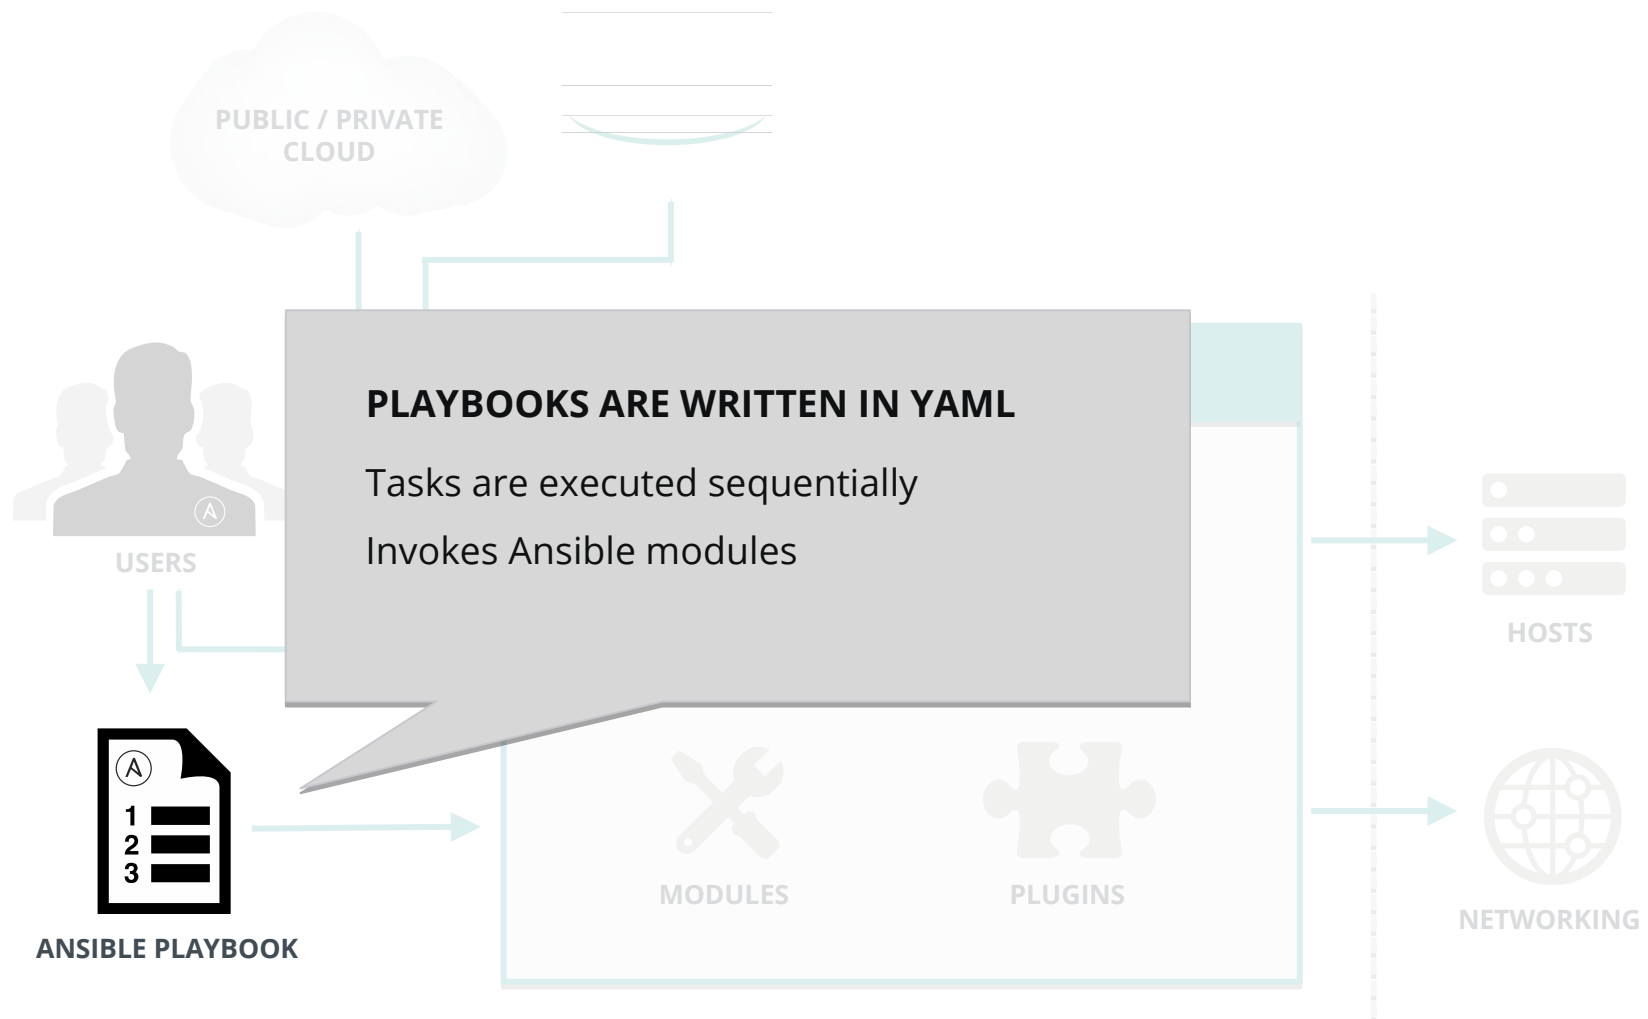 PUBLIC / PRIVATE
CLOUD
PLAYBOOKS ARE WRITTEN IN YAML
Tasks are executed sequentially
Invokes Ansible modules
USERS
HOSTS
1
2
3
MODULES
PLUGINS
NETWORKING
ANSIBLE PLAYBOOK